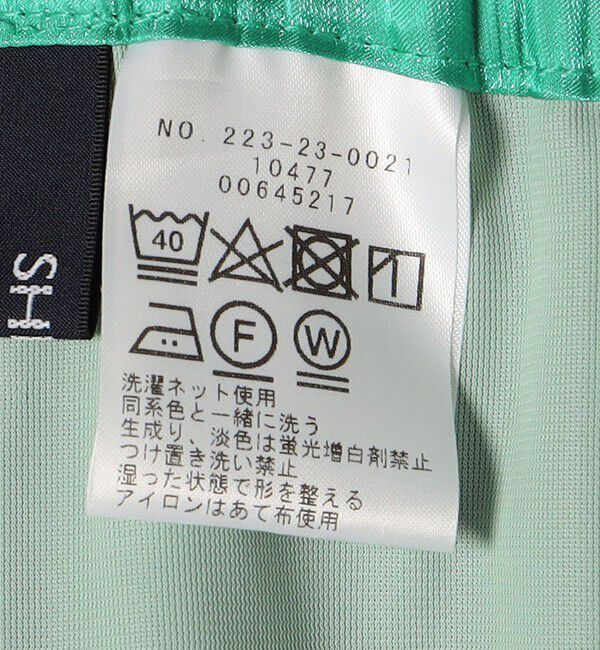 NO. 223-23-0021
10477
00645217
40
F
W
洗濯ネット使用
同系色と一緒に洗う
生成り、淡色は蛍光増白剤禁止
つけ置き洗い禁止
湿った状態で形を整える
アイロンはあて布使用
SH